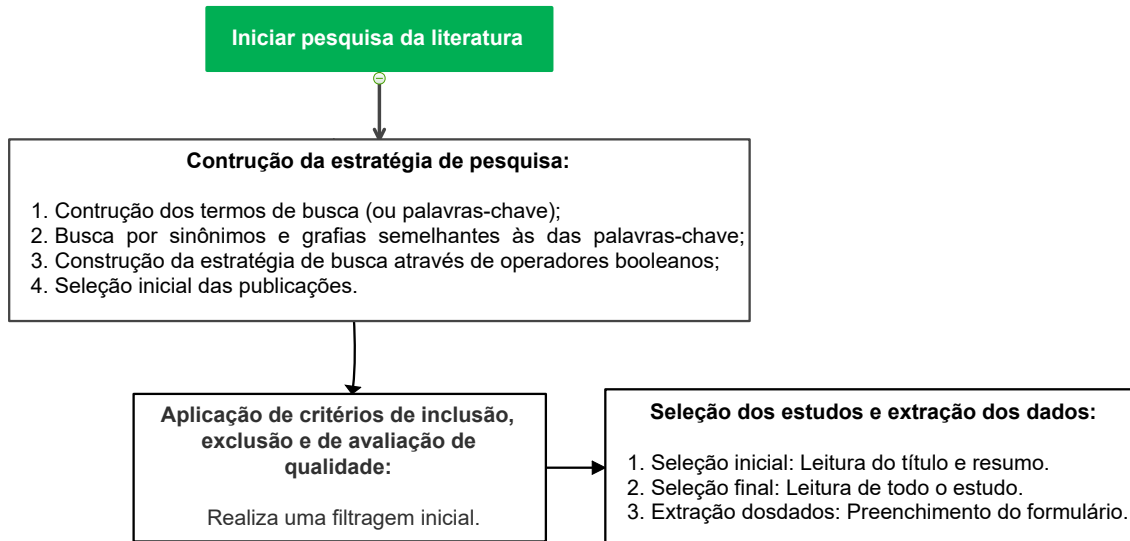 Iniciar pesquisa da literatura
Contrução da estratégia de pesquisa:
1. Contrução dos termos de busca (ou palavras-chave);
2. Busca por sinônimos e grafias semelhantes às das palavras-chave;
3. Construção da estratégia de busca através de operadores booleanos;
4. Seleção inicial das publicações.
Aplicação de critérios de inclusão,
exclusão e de avaliação de
qualidade:
Realiza uma filtragem inicial.
Seleção dos estudos e extração dos dados:
1. Seleção inicial: Leitura do título e resumo.
2. Seleção final: Leitura de todo o estudo.
3. Extração dosdados: Preenchimento do formulário.